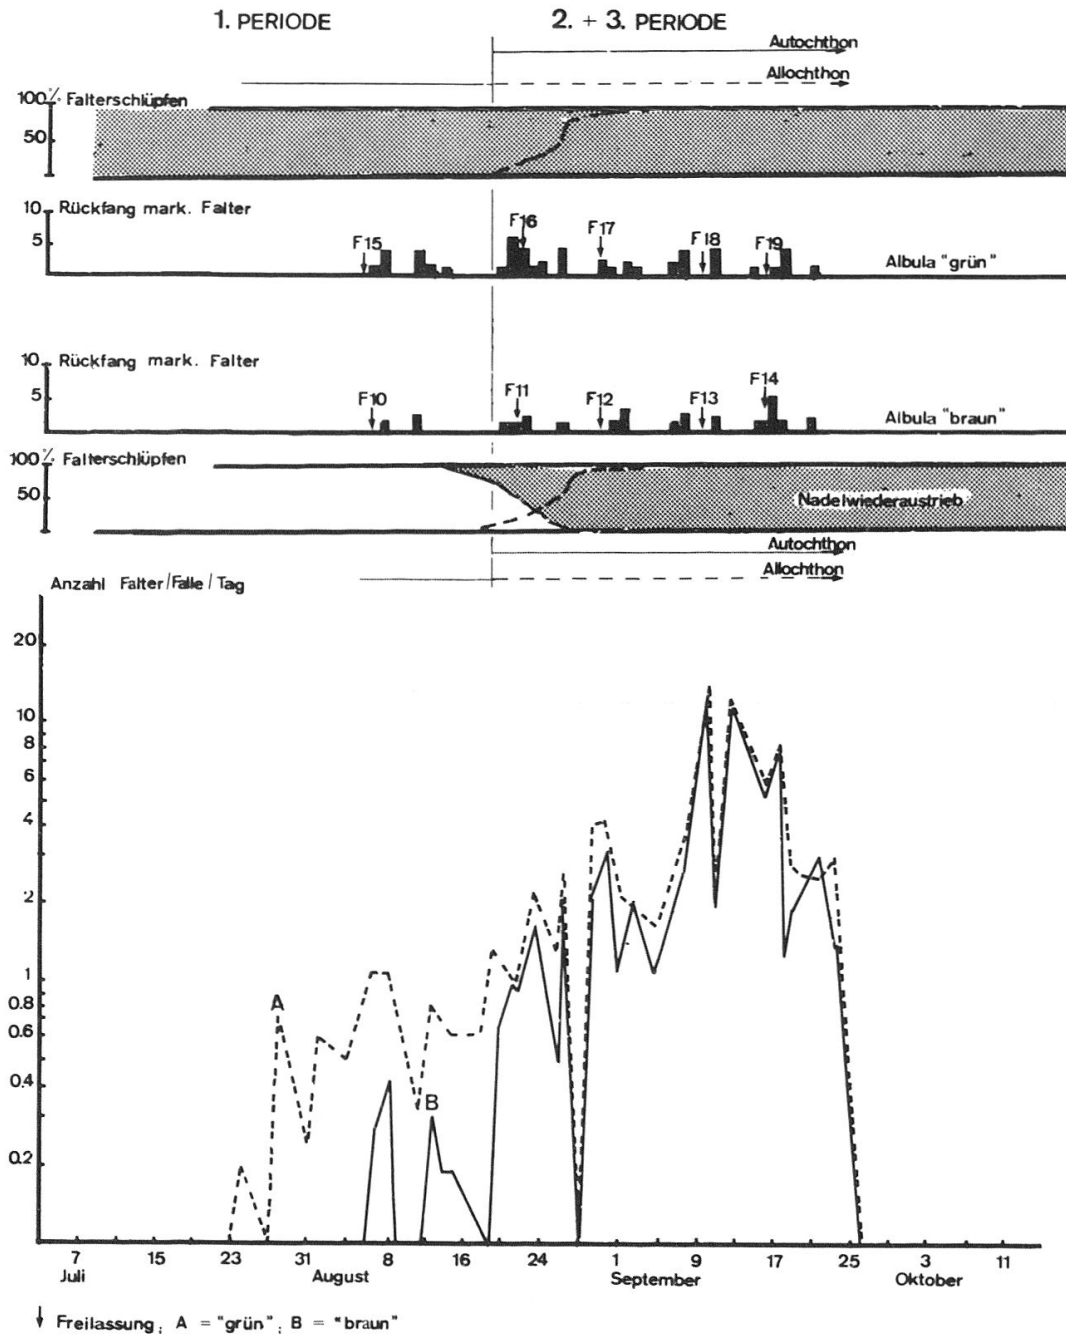 1. PERIODE 2. + 3. PERIODE
Autochthon
Allochthon
100% Falterschlüpfen
50
10 Rückfang mark. Falter
5
F15 F16 F17 F18 F19
Albula "grün"
10 Rückfang mark. Falter
5
F10 F11 F12 F13 F14
Albula "braun"
100% Falterschlüpfen
50
Nadelwiederaustrieb
Autochthon
Allochthon
Anzahl Falter/Falle/Tag
20
10
8
6
4
2
1
A
0.8
0.6
0.4
B
0.2
7 15 23 31 8 16 24 1 9 17 25 3 11
Juli August September Oktober
↓ Freilassung; A = "grün"; B = "braun"